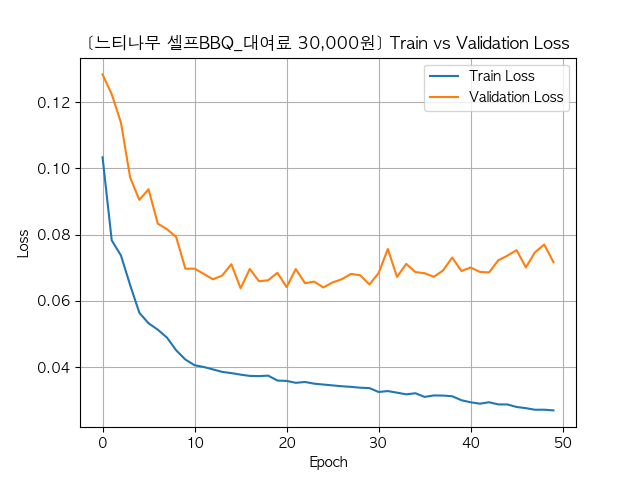 [느티나무 셀프BBQ_대여료 30,000원] Train vs Validation Loss
Train Loss
Validation Loss
Loss
0.12
0.10
0.08
0.06
0.04
0 10 20 30 40 50
Epoch